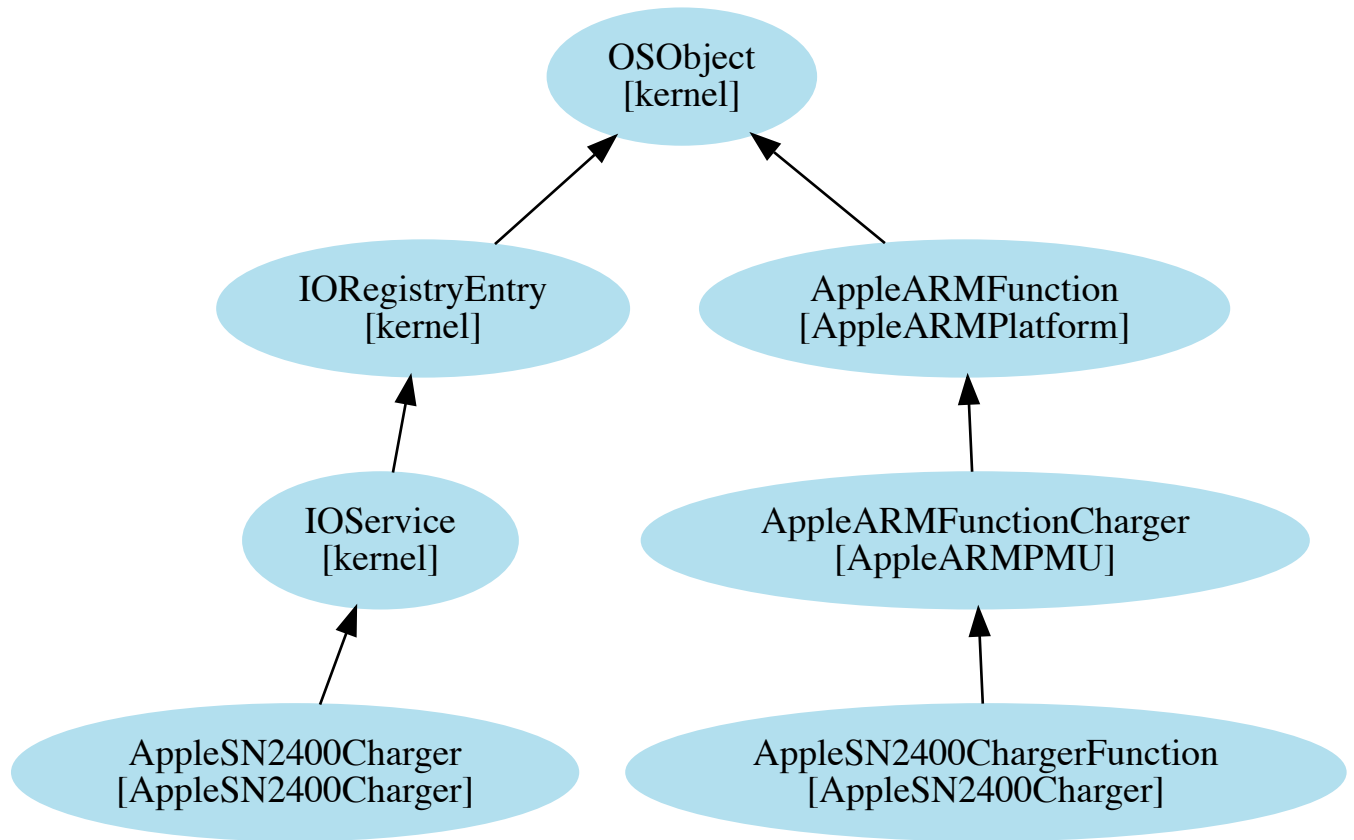 OSObject
[kernel]
IORegistryEntry
[kernel]
AppleARMFunction
[AppleARMPlatform]
IOService
[kernel]
AppleARMFunctionCharger
[AppleARMPMU]
AppleSN2400Charger
[AppleSN2400Charger]
AppleSN2400ChargerFunction
[AppleSN2400Charger]